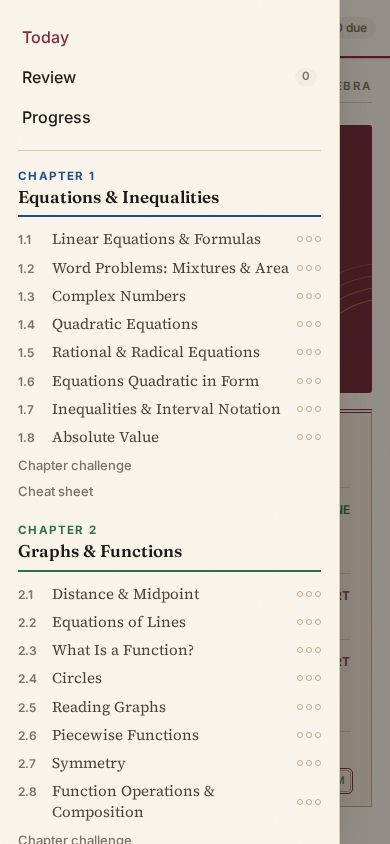 Today
Review 0
Progress
due
CHAPTER 1
Equations & Inequalities
1.1 Linear Equations & Formulas
1.2 Word Problems: Mixtures & Area
1.3 Complex Numbers
1.4 Quadratic Equations
1.5 Rational & Radical Equations
1.6 Equations Quadratic in Form
1.7 Inequalities & Interval Notation
1.8 Absolute Value
Chapter challenge
Cheat sheet
CHAPTER 2
Graphs & Functions
2.1 Distance & Midpoint
2.2 Equations of Lines
2.3 What Is a Function?
2.4 Circles
2.5 Reading Graphs
2.6 Piecewise Functions
2.7 Symmetry
2.8 Function Operations &
Composition
Chapter challenge